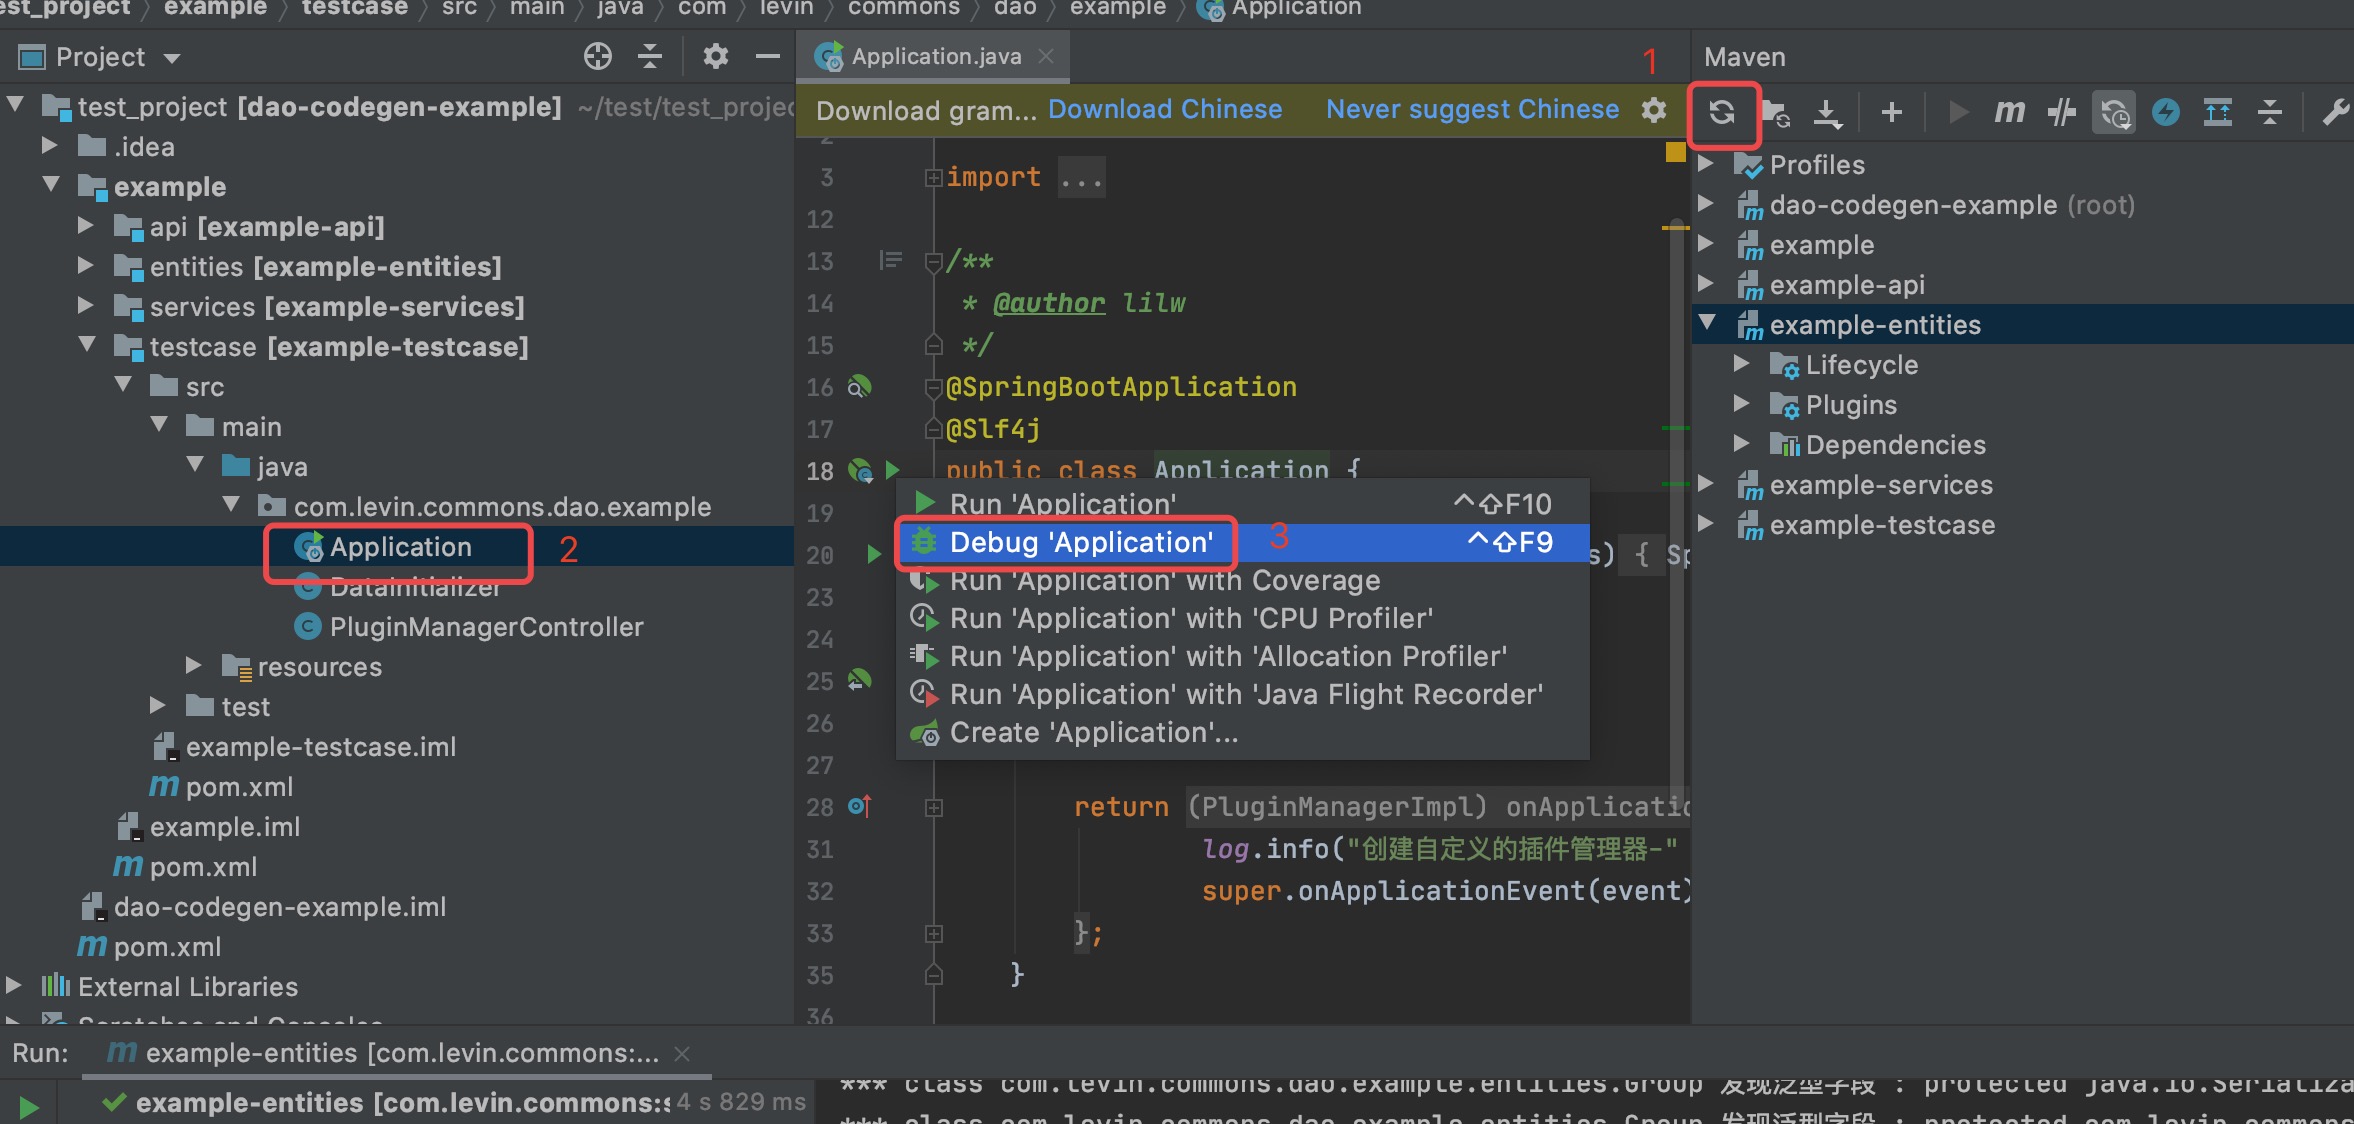 est_project › example › testcase › src › main › java › com › levin › commons › dao › example › Application
Project
test_project [dao-codegen-example] ~/test/test_projec
.idea
example
api [example-api]
entities [example-entities]
services [example-services]
testcase [example-testcase]
src
main
java
com.levin.commons.dao.example
Application 2
DataInitializer
PluginManagerController
resources
test
example-testcase.iml
pom.xml
example.iml
pom.xml
dao-codegen-example.iml
pom.xml
External Libraries
Scratches and Consoles
Application.java
1
Download gram... Download Chinese Never suggest Chinese
2
3 import ...
12
13 /**
14 * @author lilw
15 */
16 @SpringBootApplication
17 @Slf4j
18 public class Application {
19
20 s) { Sp
23
24
25
26
27
28 return (PluginManagerImpl) onApplicatio
31 log.info("创建自定义的插件管理器-"
32 super.onApplicationEvent(event)
33 };
35 }
36
Run 'Application' ^⇧F10
Debug 'Application' 3 ^⇧F9
Run 'Application' with Coverage
Run 'Application' with 'CPU Profiler'
Run 'Application' with 'Allocation Profiler'
Run 'Application' with 'Java Flight Recorder'
Create 'Application'...
Maven
Profiles
dao-codegen-example (root)
example
example-api
example-entities
Lifecycle
Plugins
Dependencies
example-services
example-testcase
Run: example-entities [com.levin.commons:...
example-entities [com.levin.commons:s 4 s 829 ms
*** class com.levin.commons.dao.example.entities.Group 发现泛型字段 : protected java.io.Serializa
*** class com.levin.commons.dao.example.entities.Group 发现泛型字段 : protected com.levin.commons